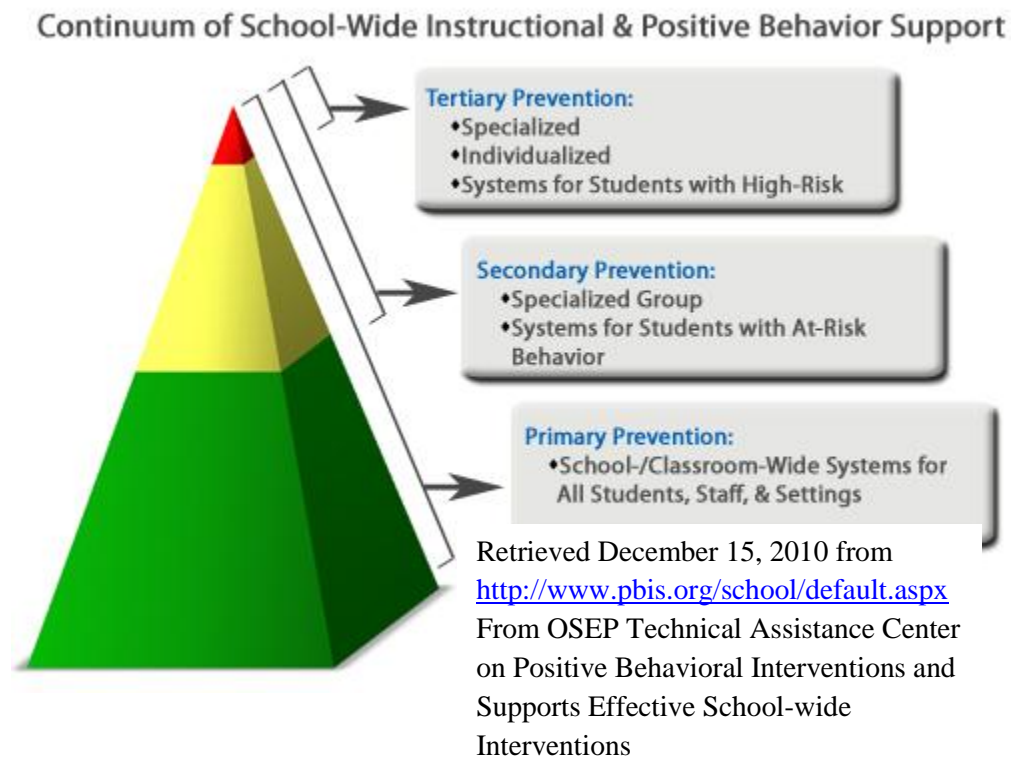 Continuum of School-Wide Instructional & Positive Behavior Support
Tertiary Prevention:
♦Specialized
♦Individualized
♦Systems for Students with High-Risk
Secondary Prevention:
♦Specialized Group
♦Systems for Students with At-Risk
Behavior
Primary Prevention:
♦School-/Classroom-Wide Systems for
All Students, Staff, & Settings
Retrieved December 15, 2010 from
http://www.pbis.org/school/default.aspx
From OSEP Technical Assistance Center
on Positive Behavioral Interventions and
Supports Effective School-wide
Interventions